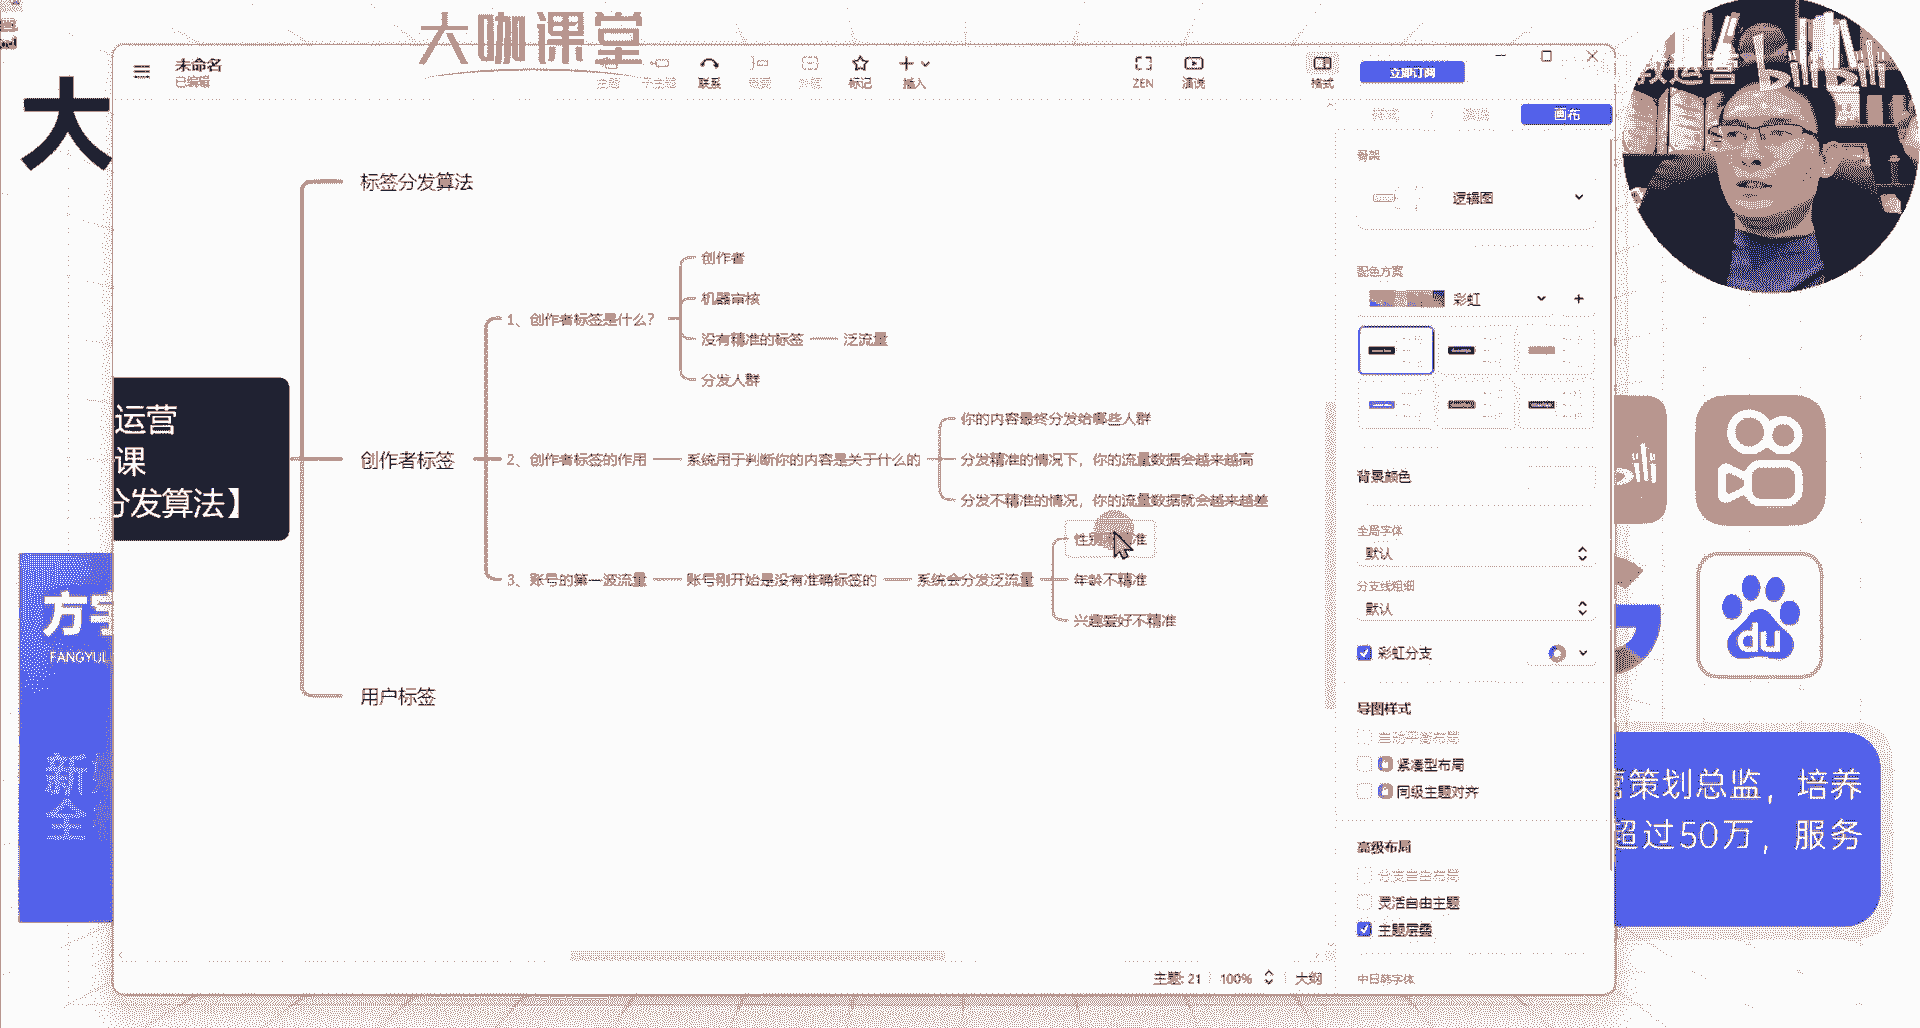 大咖课堂
教运营 bilibili
大
未命名
已编辑
主题
子主题
联系
概要
外框
标记
插入
ZEN
演说
格式
立即订阅
画布
骨架
逻辑图
配色方案
彩虹
背景颜色
全局字体
默认
分支线粗细
默认
彩虹分支
导图样式
自动平衡布局
紧凑型布局
同级主题对齐
高级布局
分支自由布局
灵活自由主题
主题层叠
中日韩字体
运营
课
分发算法】
标签分发算法
创作者标签
1、创作者标签是什么？
创作者
机器审核
没有精准的标签
泛流量
分发人群
2、创作者标签的作用
系统用于判断你的内容是关于什么的
你的内容最终分发给哪些人群
分发精准的情况下，你的流量数据会越来越高
分发不精准的情况，你的流量数据就会越来越差
3、账号的第一波流量
账号刚开始是没有准确标签的
系统会分发泛流量
年龄不精准
兴趣爱好不精准
用户标签
主题: 21
100%
大纲
方宇
FANGYU
新
全
du
策划总监，培养
超过50万，服务